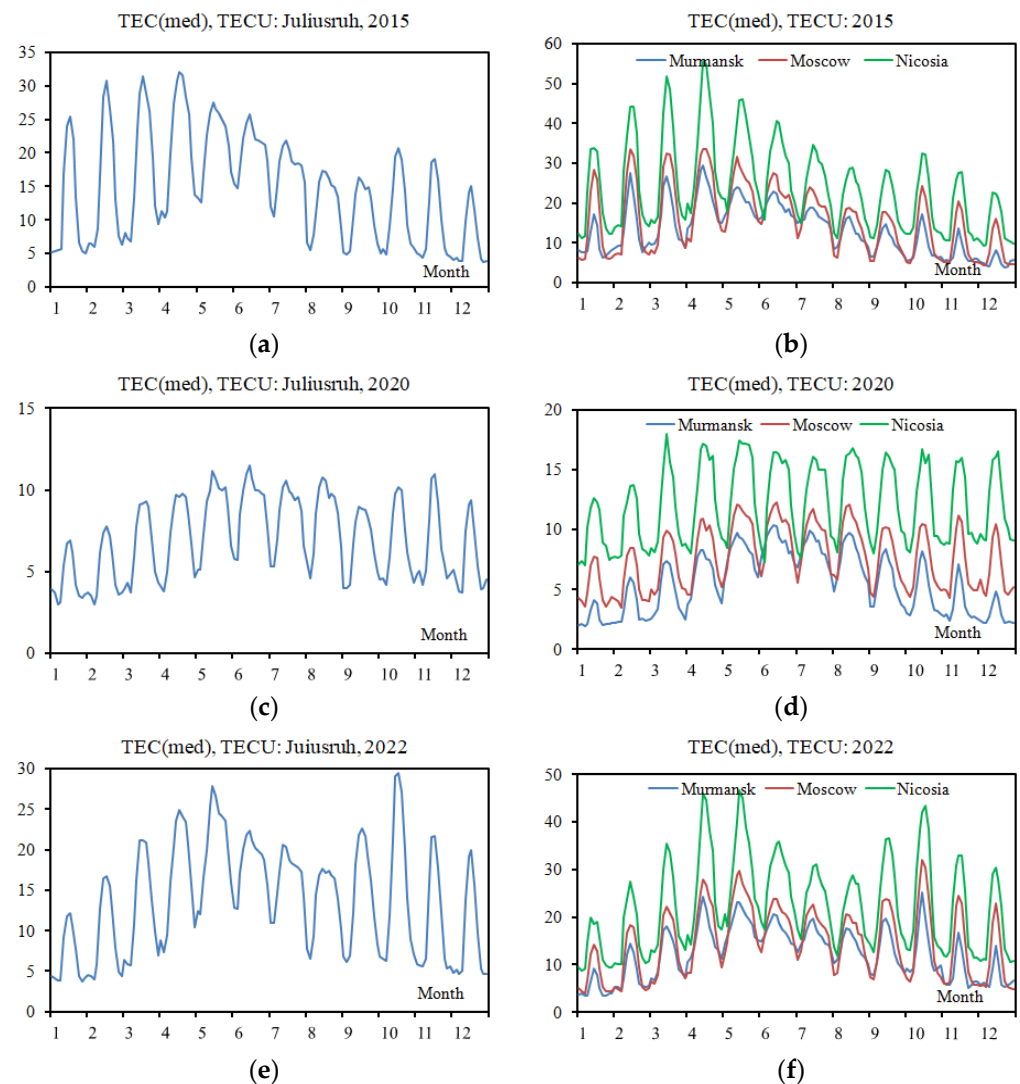 TEC(med), TECU: Juliusruh, 2015
35
30
25
20
15
10
5
0
Month
1 2 3 4 5 6 7 8 9 10 11 12
(a)
TEC(med), TECU: 2015
60
50
40
30
20
10
0
Murmansk Moscow Nicosia
Month
1 2 3 4 5 6 7 8 9 10 11 12
(b)
TEC(med), TECU: Juliusruh, 2020
15
10
5
0
Month
1 2 3 4 5 6 7 8 9 10 11 12
(c)
TEC(med), TECU: 2020
20
15
10
5
0
Murmansk Moscow Nicosia
Month
1 2 3 4 5 6 7 8 9 10 11 12
(d)
TEC(med), TECU: Juiusruh, 2022
30
25
20
15
10
5
0
Month
1 2 3 4 5 6 7 8 9 10 11 12
(e)
TEC(med), TECU: 2022
50
40
30
20
10
0
Murmansk Moscow Nicosia
Month
1 2 3 4 5 6 7 8 9 10 11 12
(f)